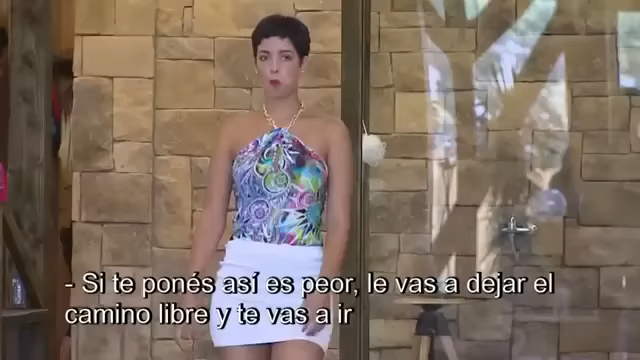 - Si te ponés así es peor, le vas a dejar el
camino libre y te vas a ir